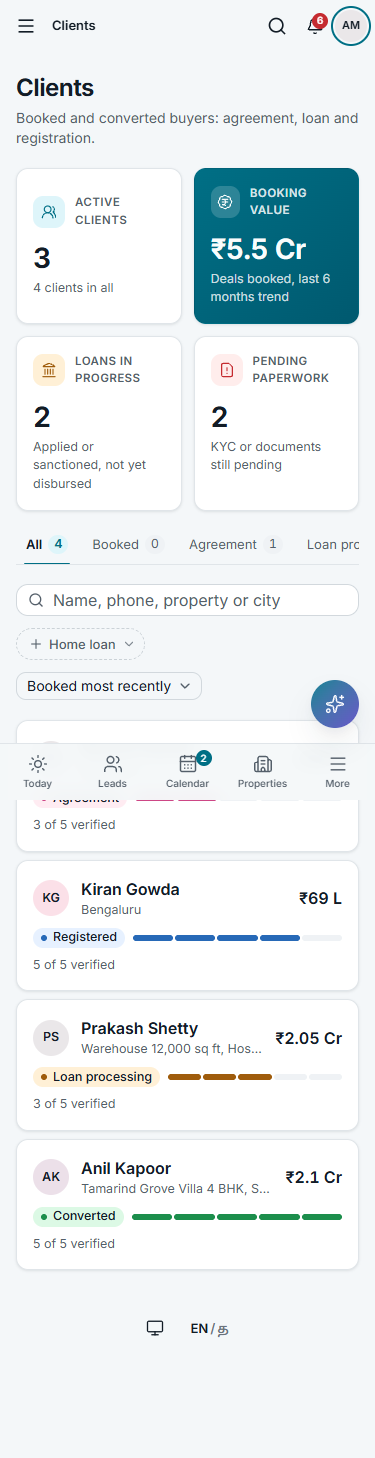 Clients
6
AM
Clients
Booked and converted buyers: agreement, loan and
registration.
ACTIVE
CLIENTS
3
4 clients in all
BOOKING
VALUE
₹5.5 Cr
Deals booked, last 6
months trend
LOANS IN
PROGRESS
2
Applied or
sanctioned, not yet
disbursed
PENDING
PAPERWORK
2
KYC or documents
still pending
All 4 Booked 0 Agreement 1 Loan pro
Name, phone, property or city
Home loan
Booked most recently
2
Today Leads Calendar Properties More
Agreement
3 of 5 verified
KG Kiran Gowda ₹69 L
Bengaluru
Registered
5 of 5 verified
PS Prakash Shetty ₹2.05 Cr
Warehouse 12,000 sq ft, Hos...
Loan processing
3 of 5 verified
AK Anil Kapoor ₹2.1 Cr
Tamarind Grove Villa 4 BHK, S...
Converted
5 of 5 verified
EN / த